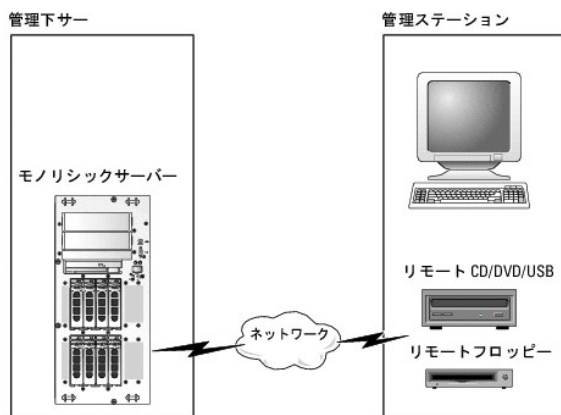 管理下サー
管理ステーション
モノリシックサーバー
リモート CD/DVD/USB
ネットワーク
リモートフロッピー